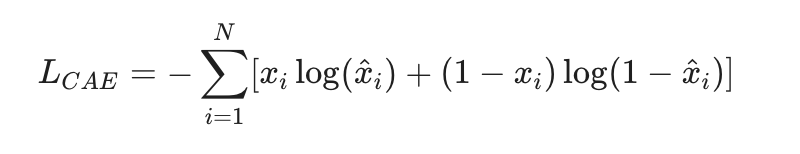 L_{CAE} = -\sum_{i=1}^{N} [x_i \log(\hat{x}_i) + (1 - x_i) \log(1 - \hat{x}_i)]